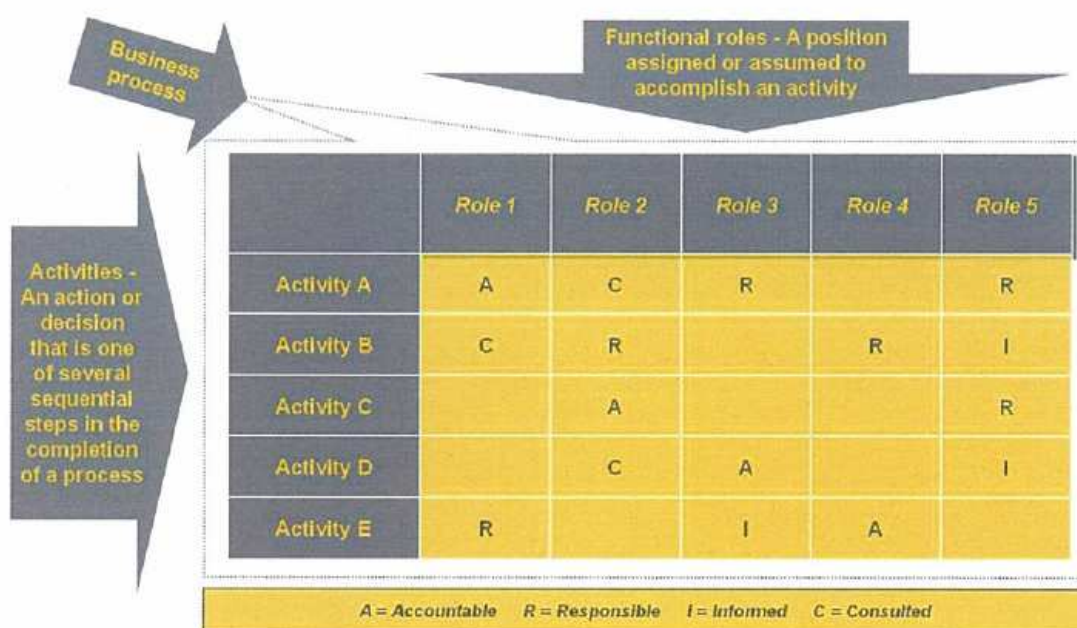 Business
process
Functional roles - A position
assigned or assumed to
accomplish an activity
Activities -
An action or
decision
that is one
of several
sequential
steps in the
completion
of a process
Role 1 Role 2 Role 3 Role 4 Role 5
Activity A A C R R
Activity B C R R I
Activity C A R
Activity D C A I
Activity E R I A
A = Accountable R = Responsible I = Informed C = Consulted